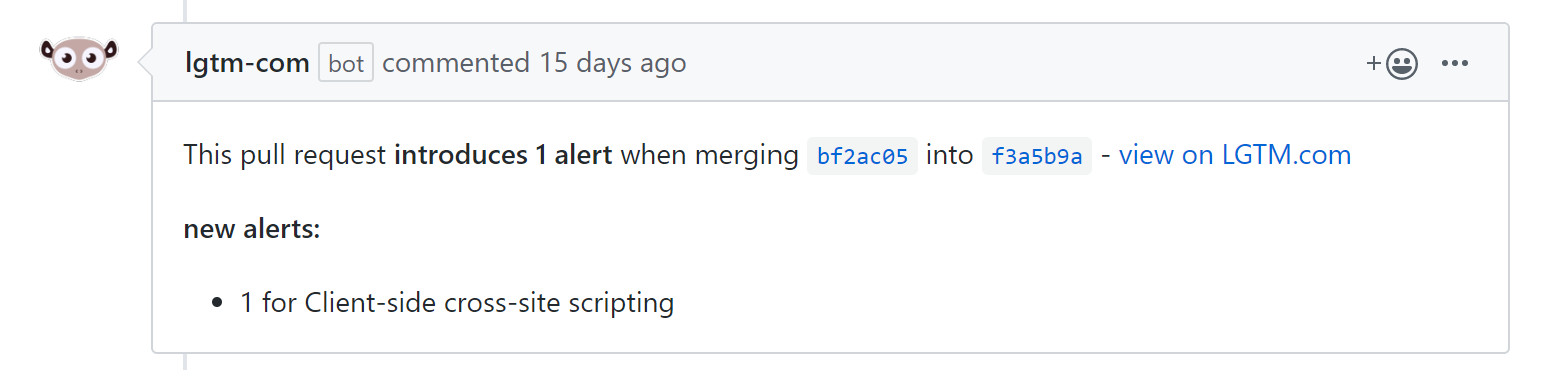 lgtm-com bot commented 15 days ago
This pull request introduces 1 alert when merging bf2ac05 into f3a5b9a - view on LGTM.com
new alerts:
• 1 for Client-side cross-site scripting